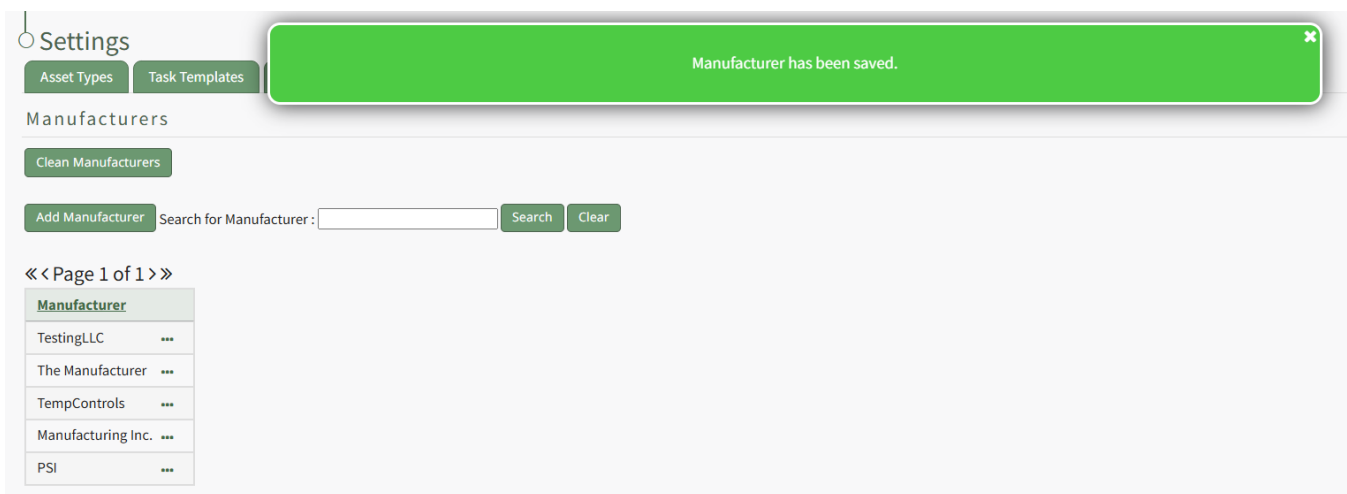 Settings
Manufacturer has been saved.
Asset Types Task Templates
Manufacturers
Clean Manufacturers
Add Manufacturer Search for Manufacturer : Search Clear
Page 1 of 1
Manufacturer
TestingLLC
The Manufacturer
TempControls
Manufacturing Inc.
PSI